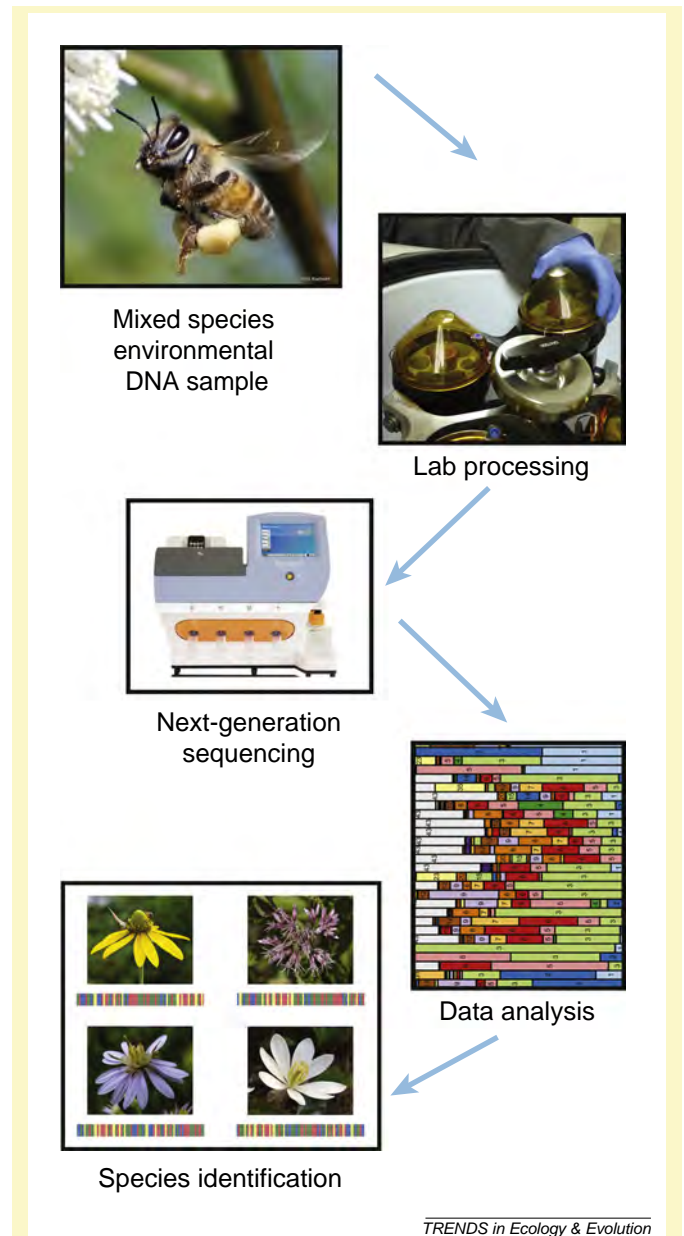 Mixed species
environmental
DNA sample
Lab processing
Next-generation
sequencing
Data analysis
Species identification
TRENDS in Ecology & Evolution